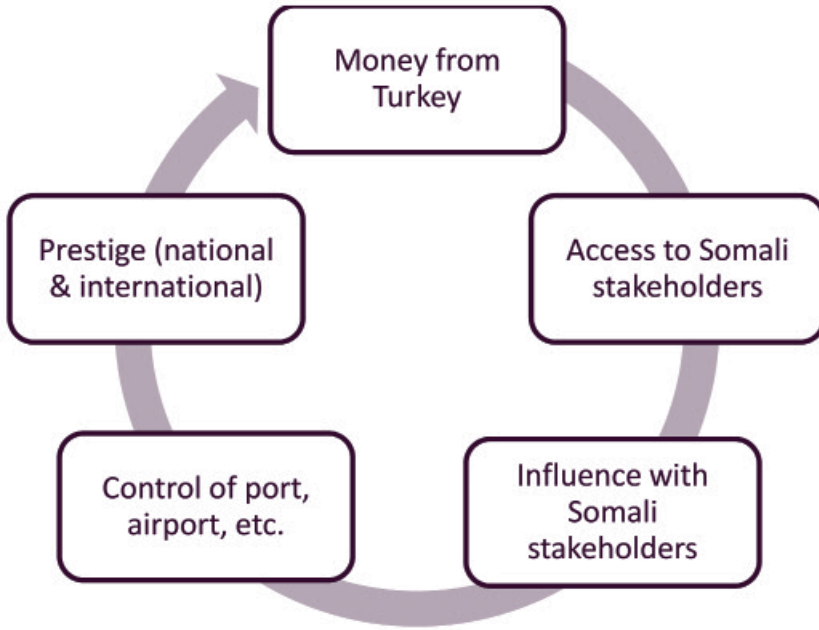 Money from
Turkey
Access to Somali
stakeholders
Influence with
Somali
stakeholders
Control of port,
airport, etc.
Prestige (national
& international)